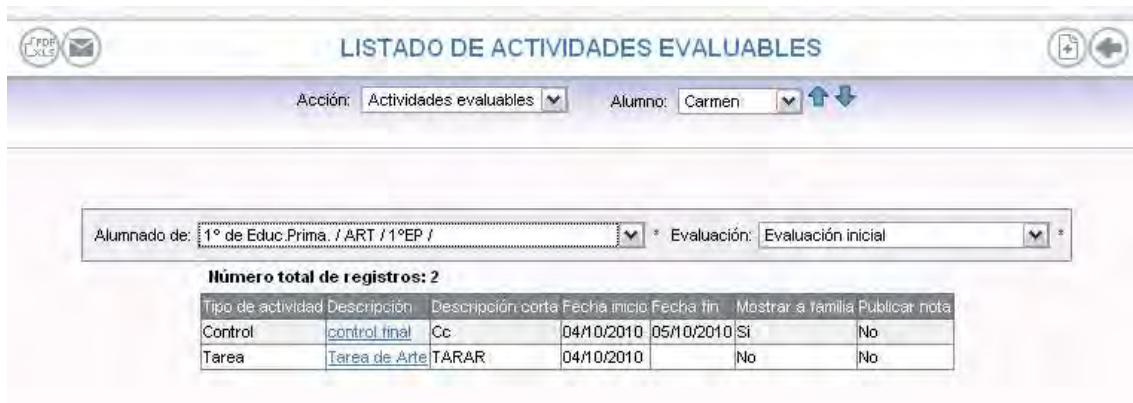 PDF
XLS
LISTADO DE ACTIVIDADES EVALUABLES
Acción: Actividades evaluables Alumno: Carmen
Alumnado de: 1º de Educ.Prima. / ART / 1ºEP / * Evaluación: Evaluación inicial *
Número total de registros: 2
Tipo de actividad Descripción Descripción corta Fecha inicio Fecha fin Mostrar a familia Publicar nota
Control control final Cc 04/10/2010 05/10/2010 Si No
Tarea Tarea de Arte TARAR 04/10/2010 No No